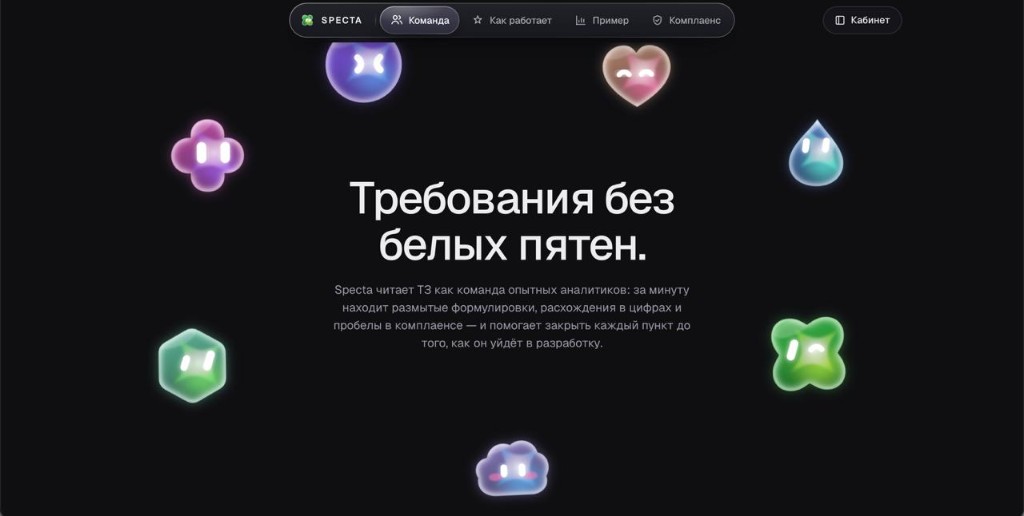 SPECTA
Команда
Как работает
Пример
Комплаенс
Кабинет
Требования без
белых пятен.
Specta читает ТЗ как команда опытных аналитиков: за минуту
находит размытые формулировки, расхождения в цифрах и
пробелы в комплаенсе — и помогает закрыть каждый пункт до
того, как он уйдёт в разработку.